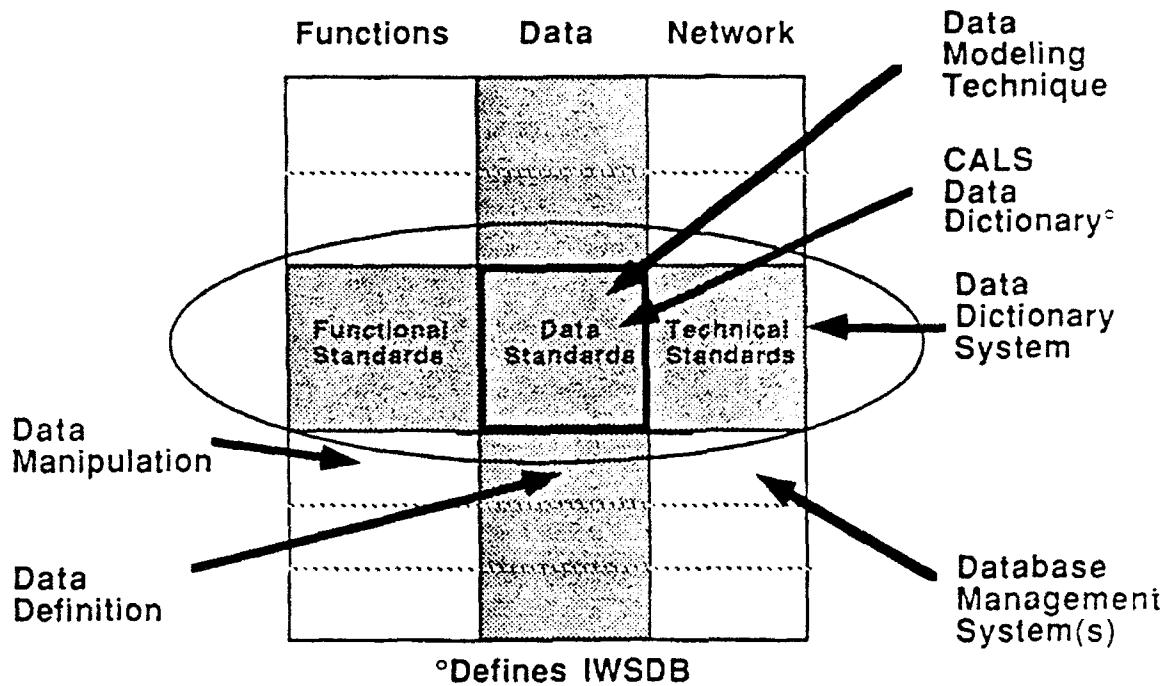 Functions Data Network
Data
Modeling
Technique
CALS
Data
Dictionary°
Data
Dictionary
System
Functional
Standards
Data
Standards
Technical
Standards
Data
Manipulation
Data
Definition
Database
Management
System(s)
°Defines IWSDB